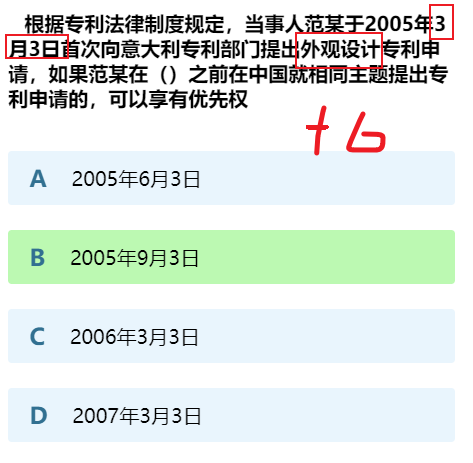 根据专利法律制度规定，当事人范某于2005年3
月3日首次向意大利专利部门提出外观设计专利申
请，如果范某在（）之前在中国就相同主题提出专
利申请的，可以享有优先权
+6
A 2005年6月3日
B 2005年9月3日
C 2006年3月3日
D 2007年3月3日